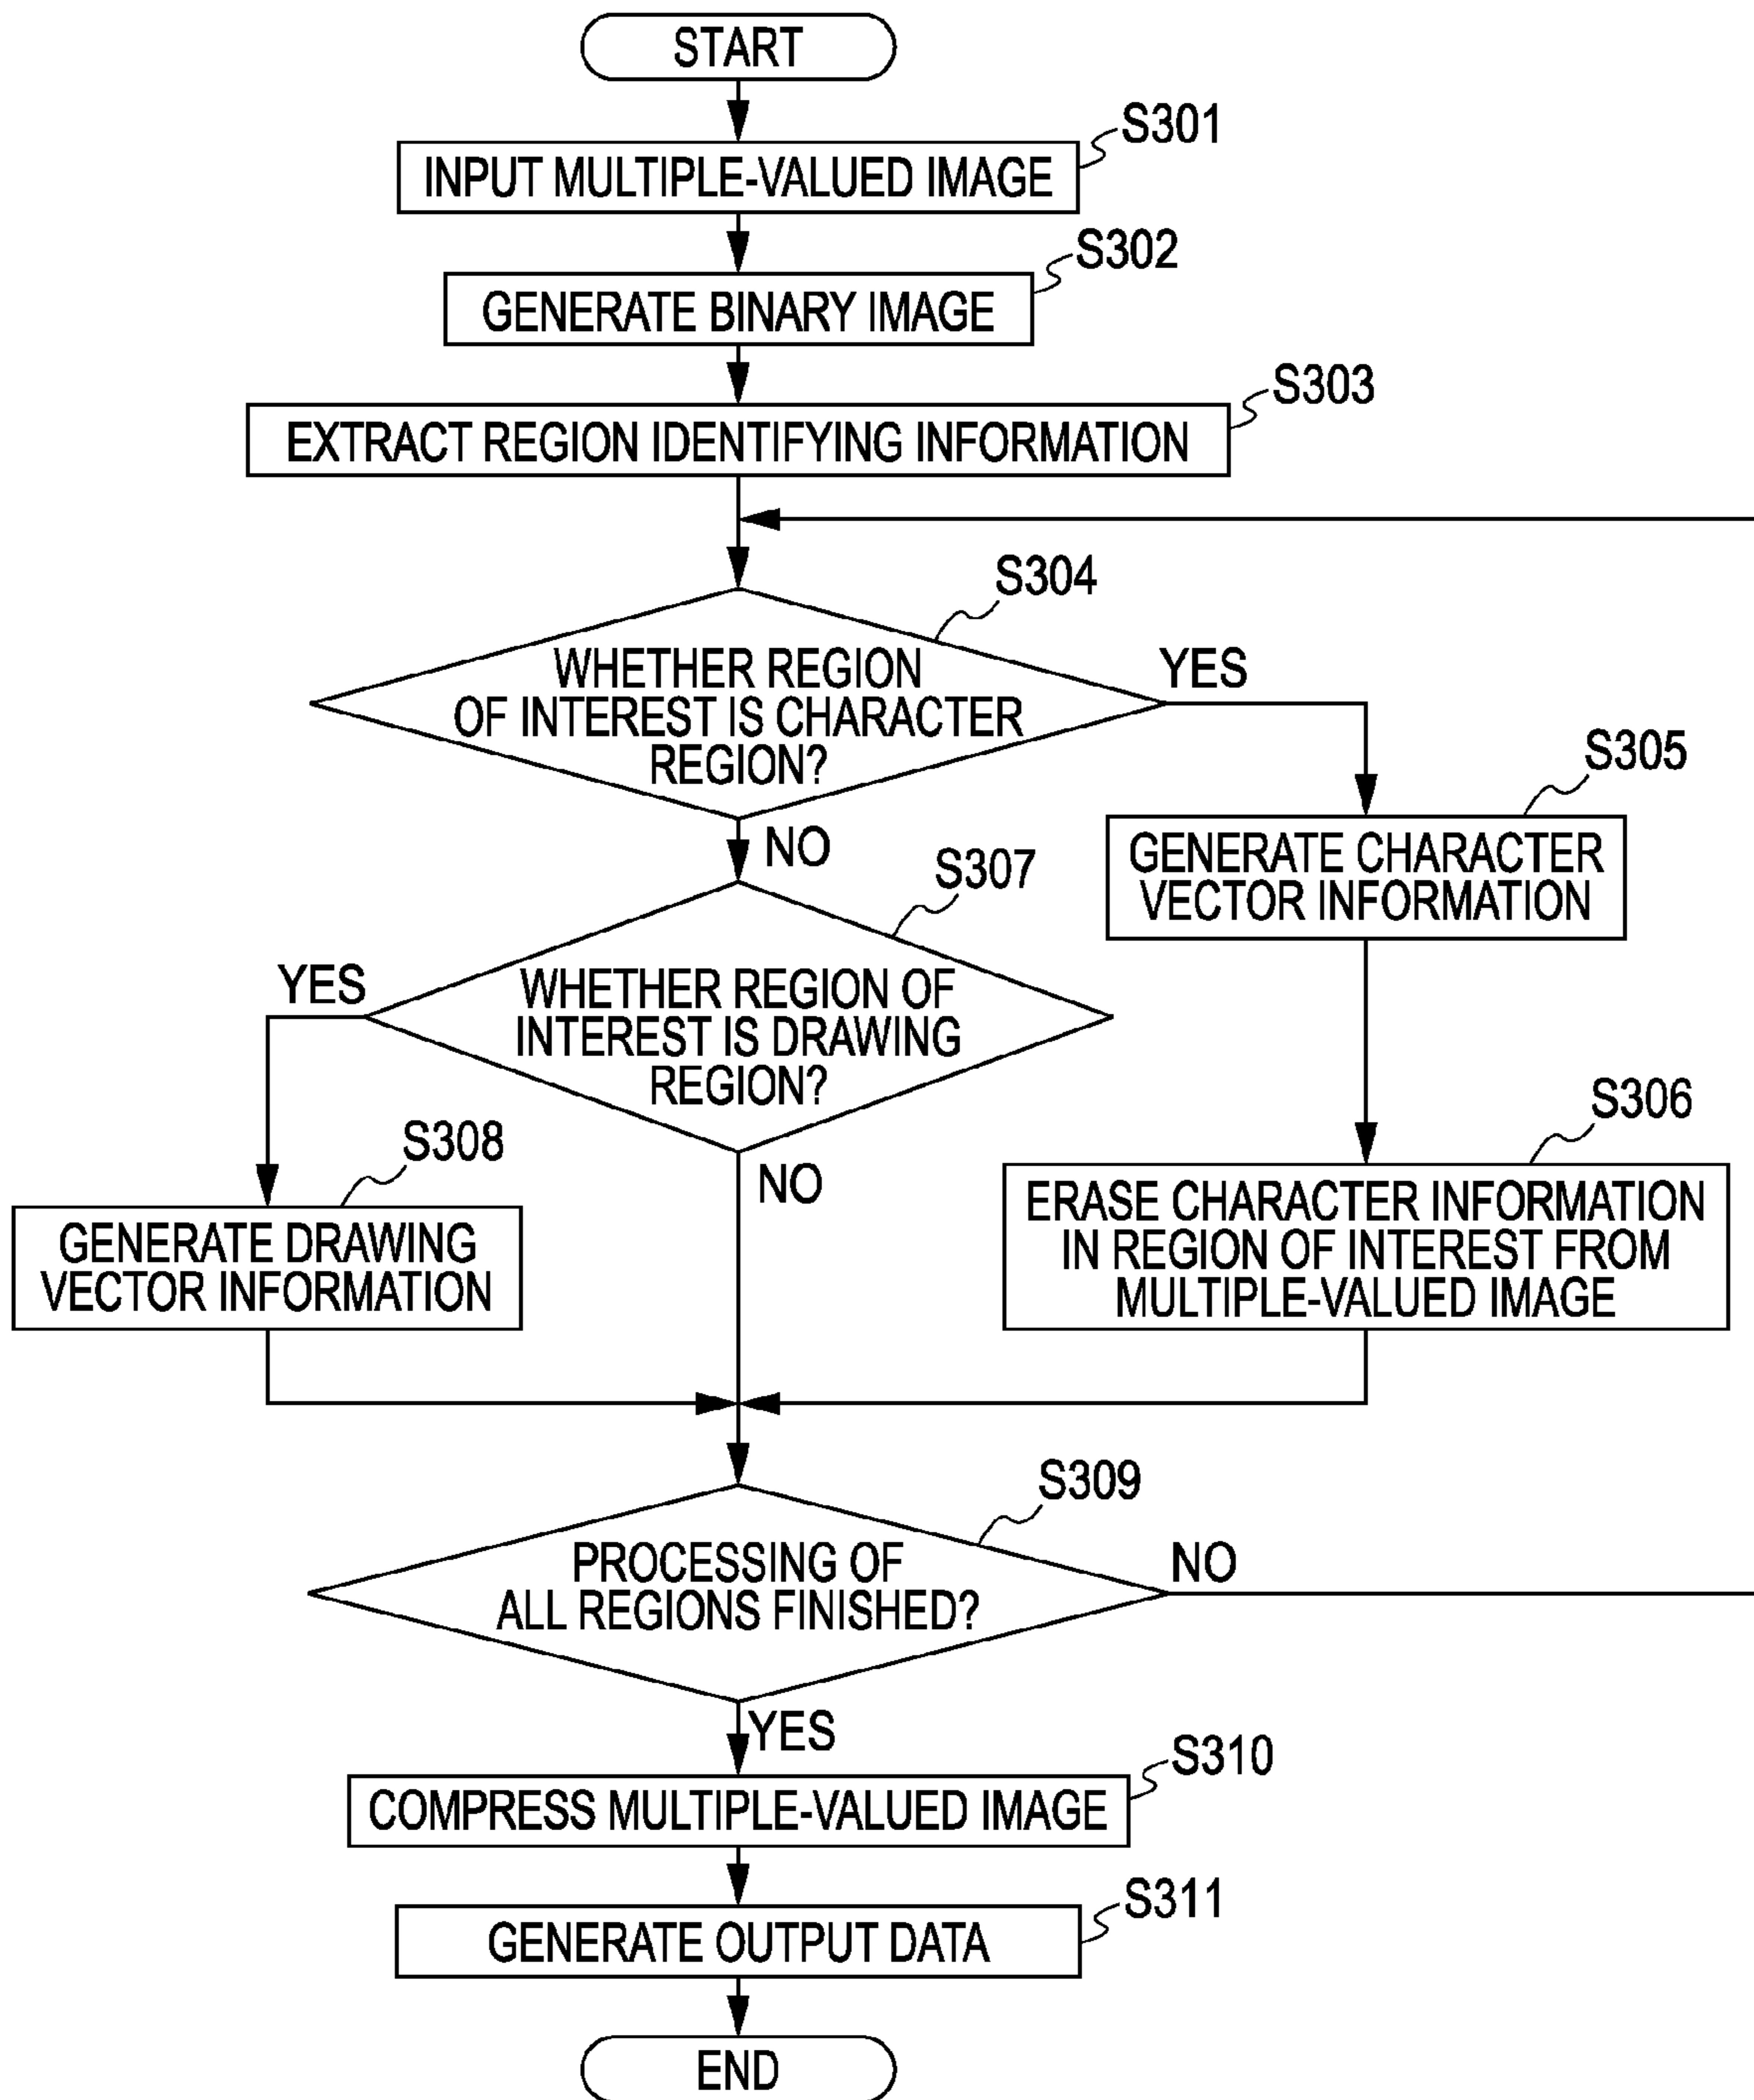 START
S301
INPUT MULTIPLE-VALUED IMAGE
S302
GENERATE BINARY IMAGE
S303
EXTRACT REGION IDENTIFYING INFORMATION
S304
WHETHER REGION
OF INTEREST IS CHARACTER
REGION?
YES
NO
S305
GENERATE CHARACTER
VECTOR INFORMATION
S307
WHETHER REGION OF
INTEREST IS DRAWING
REGION?
YES
NO
S306
ERASE CHARACTER INFORMATION
IN REGION OF INTEREST FROM
MULTIPLE-VALUED IMAGE
S308
GENERATE DRAWING
VECTOR INFORMATION
S309
PROCESSING OF
ALL REGIONS FINISHED?
NO
YES
S310
COMPRESS MULTIPLE-VALUED IMAGE
S311
GENERATE OUTPUT DATA
END